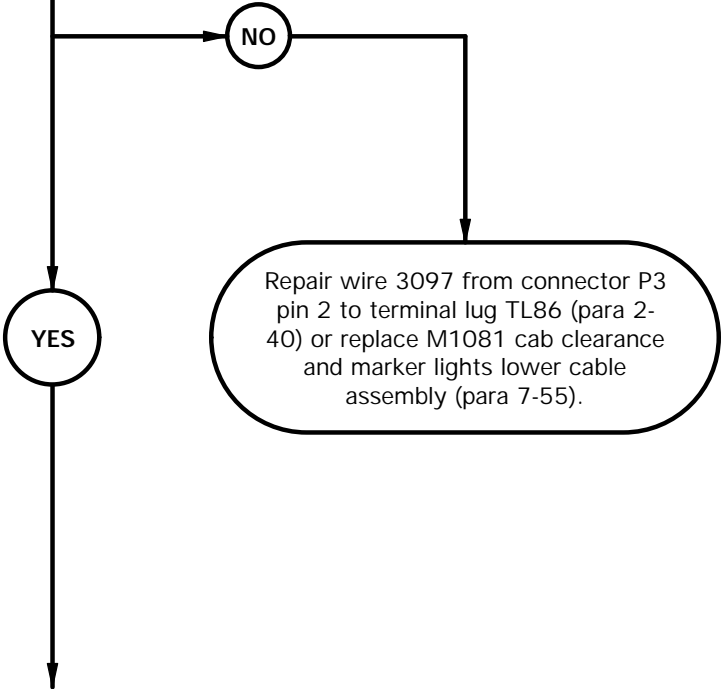 NO
Repair wire 3097 from connector P3
pin 2 to terminal lug TL86 (para 2-
40) or replace M1081 cab clearance
and marker lights lower cable
assembly (para 7-55).
YES